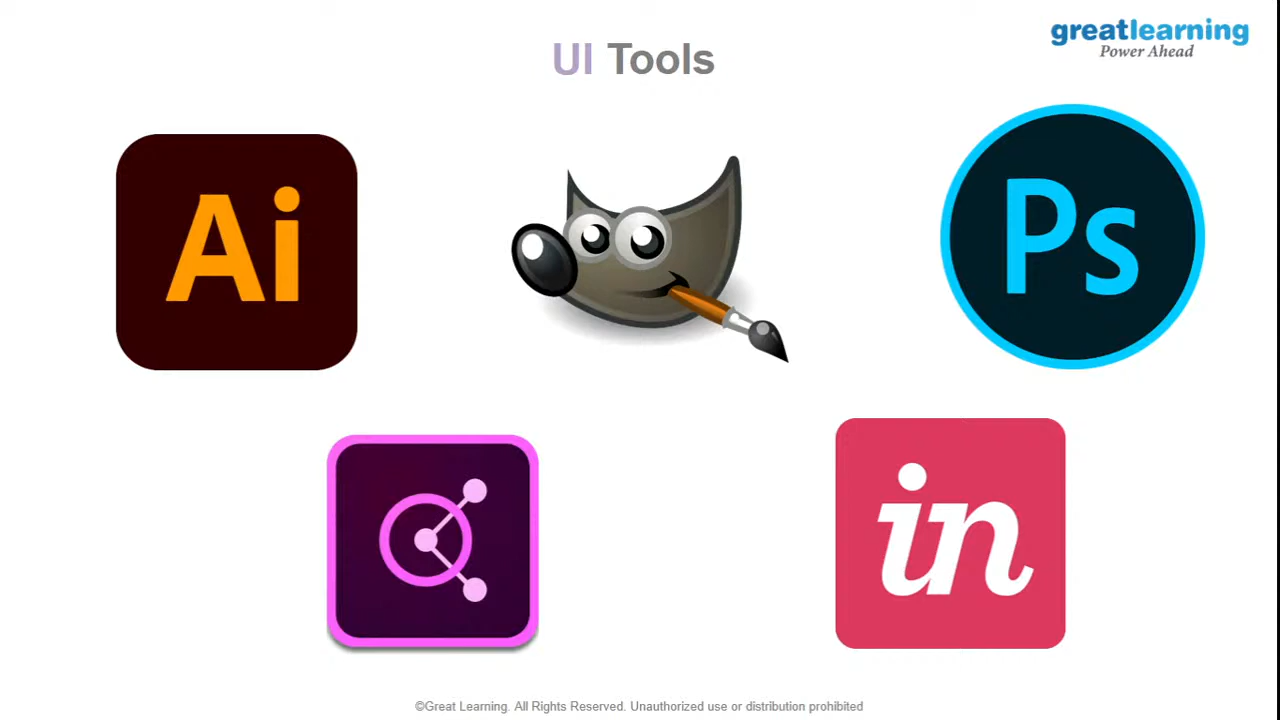 greatlearning
Power Ahead
UI Tools
Ai
Ps
in
©Great Learning. All Rights Reserved. Unauthorized use or distribution prohibited